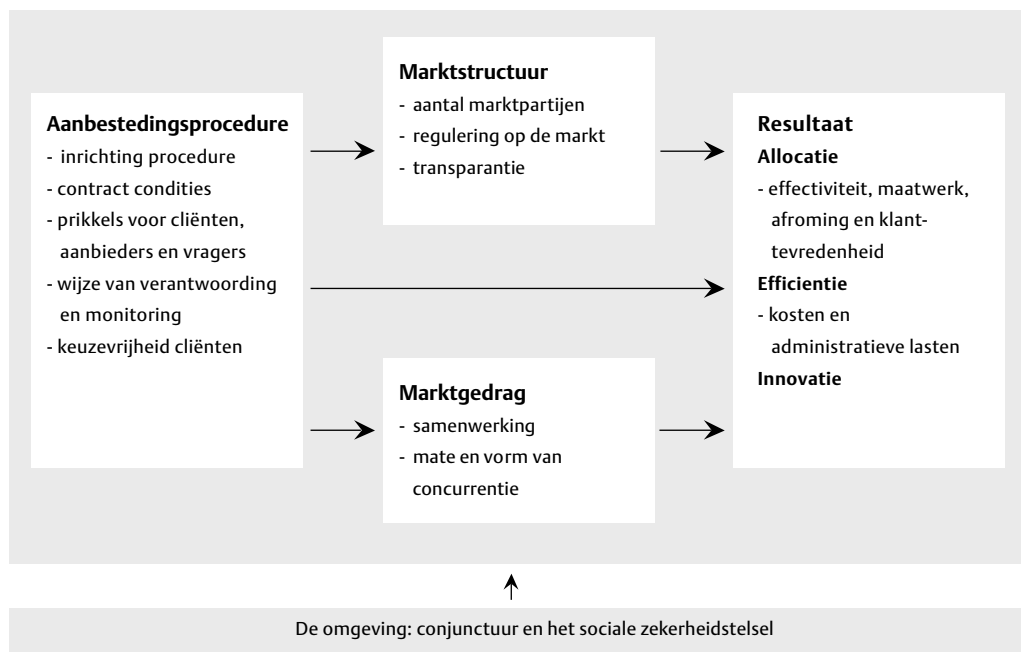 Aanbestedingsprocedure
- inrichting procedure
- contract condities
- prikkels voor cliënten,
aanbieders en vragers
- wijze van verantwoording
en monitoring
- keuzevrijheid cliënten
Marktstructuur
- aantal marktpartijen
- regulering op de markt
- transparantie
Marktgedrag
- samenwerking
- mate en vorm van
concurrentie
Resultaat
Allocatie
- effectiviteit, maatwerk,
afroming en klant-
tevredenheid
Efficientie
- kosten en
administratieve lasten
Innovatie
De omgeving: conjunctuur en het sociale zekerheidstelsel